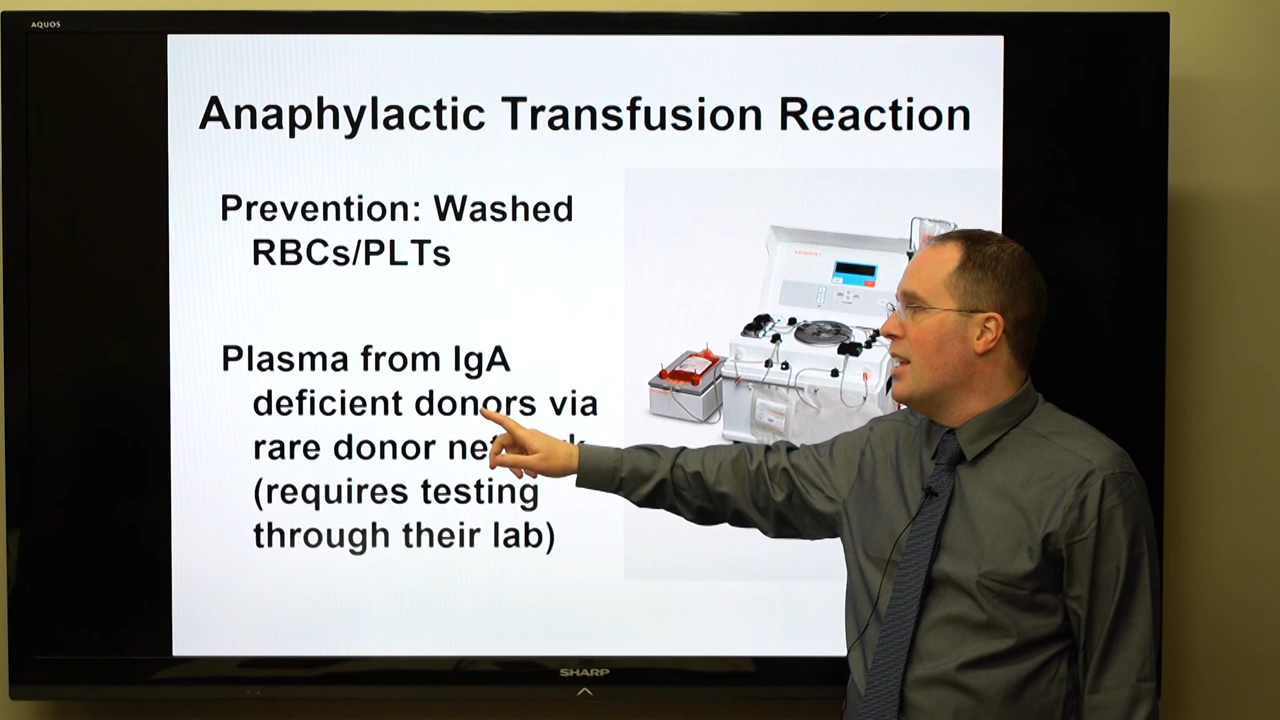 AQUOS
Anaphylactic Transfusion Reaction
Prevention: Washed
RBCs/PLTs
Plasma from IgA
deficient donors via
rare donor
(requires testing
through their lab)
SHARP